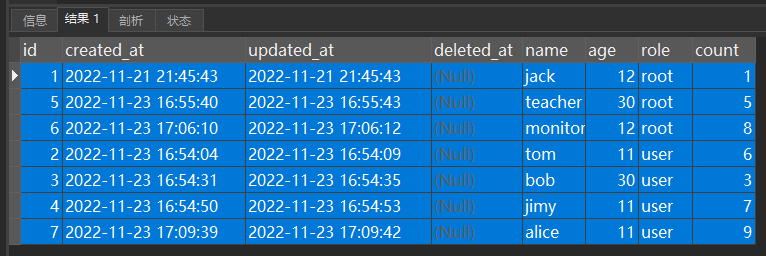 信息 结果 1 剖析 状态
id created_at updated_at deleted_at name age role count
1 2022-11-21 21:45:43 2022-11-21 21:45:43 (Null) jack 12 root 1
5 2022-11-23 16:55:40 2022-11-23 16:55:43 (Null) teacher 30 root 5
6 2022-11-23 17:06:10 2022-11-23 17:06:12 (Null) monitor 12 root 8
2 2022-11-23 16:54:04 2022-11-23 16:54:09 (Null) tom 11 user 6
3 2022-11-23 16:54:31 2022-11-23 16:54:35 (Null) bob 30 user 3
4 2022-11-23 16:54:50 2022-11-23 16:54:53 (Null) jimy 11 user 7
7 2022-11-23 17:09:39 2022-11-23 17:09:42 (Null) alice 11 user 9